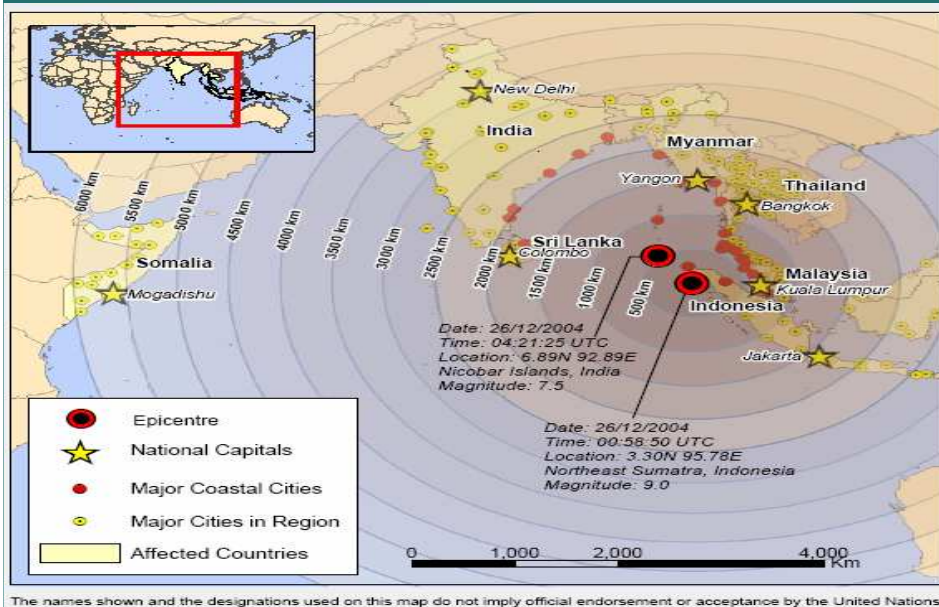 New Delhi
India
Myanmar
Yangon
Thailand
Bangkok
6000 km
5500 km
5000 km
4500 km
4000 km
3500 km
3000 km
2500 km
2000 km
1500 km
1000 km
500 km
Somalia
Mogadishu
Sri Lanka
Colombo
Malaysia
Kuala Lumpur
Indonesia
Jakarta
Date: 26/12/2004
Time: 04:21:25 UTC
Location: 6.89N 92.89E
Nicobar Islands, India
Magnitude: 7.5
Date: 26/12/2004
Time: 00:58:50 UTC
Location: 3.30N 95.78E
Northeast Sumatra, Indonesia
Magnitude: 9.0
Epicentre
National Capitals
Major Coastal Cities
Major Cities in Region
Affected Countries
0 1,000 2,000 4,000
Km
The names shown and the designations used on this map do not imply official endorsement or acceptance by the United Nations